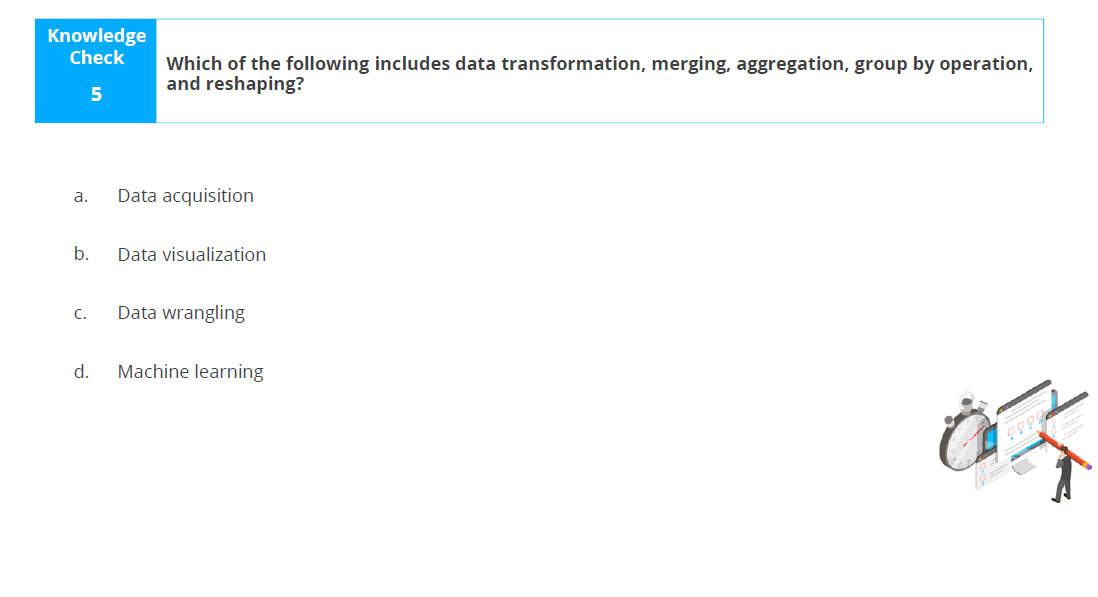 Knowledge
Check
5
Which of the following includes data transformation, merging, aggregation, group by operation,
and reshaping?
a. Data acquisition
b. Data visualization
c. Data wrangling
d. Machine learning